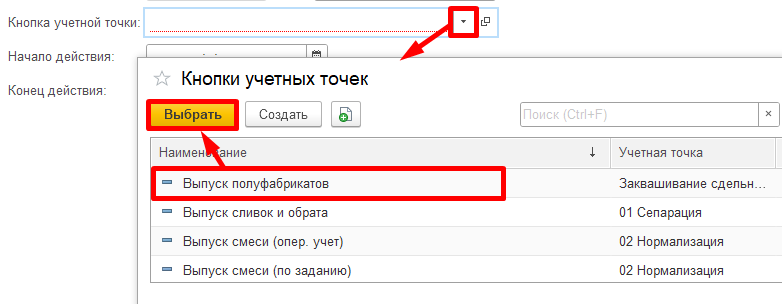 Кнопка учетной точки:
Начало действия:
Конец действия:
Кнопки учетных точек
Выбрать Создать Поиск (Ctrl+F) ×
Наименование ↓ Учетная точка
Выпуск полуфабрикатов Заквашивание сдельн...
Выпуск сливок и обрата 01 Сепарация
Выпуск смеси (опер. учет) 02 Нормализация
Выпуск смеси (по заданию) 02 Нормализация